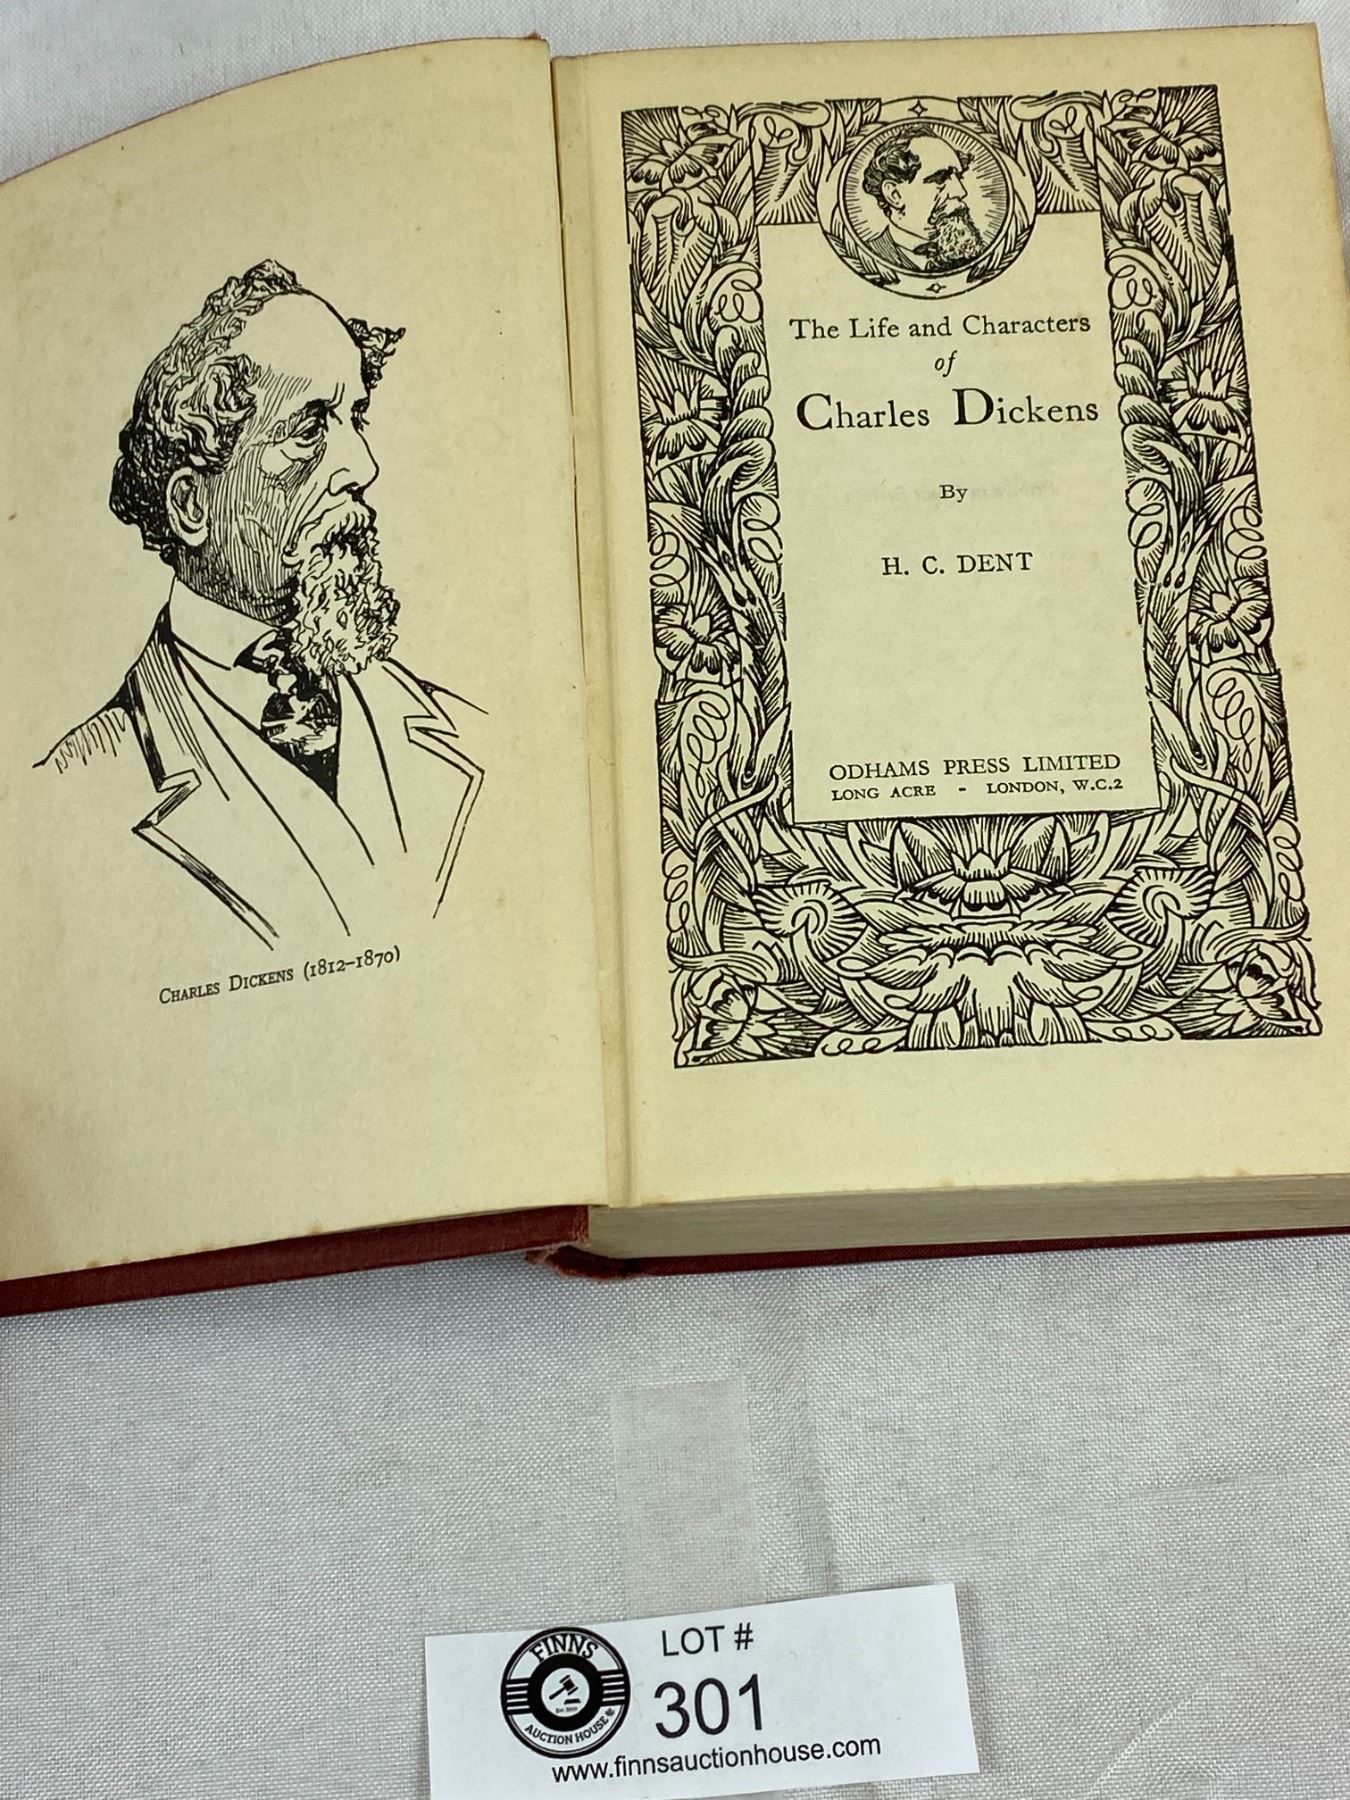 CHARLES DICKENS (1812–1870)
The Life and Characters
of
Charles Dickens
By
H. C. DENT
ODHAMS PRESS LIMITED
LONG ACRE - LONDON, W.C.2
FINNS
AUCTION HOUSE
LOT #
301
www.finnsauctionhouse.com